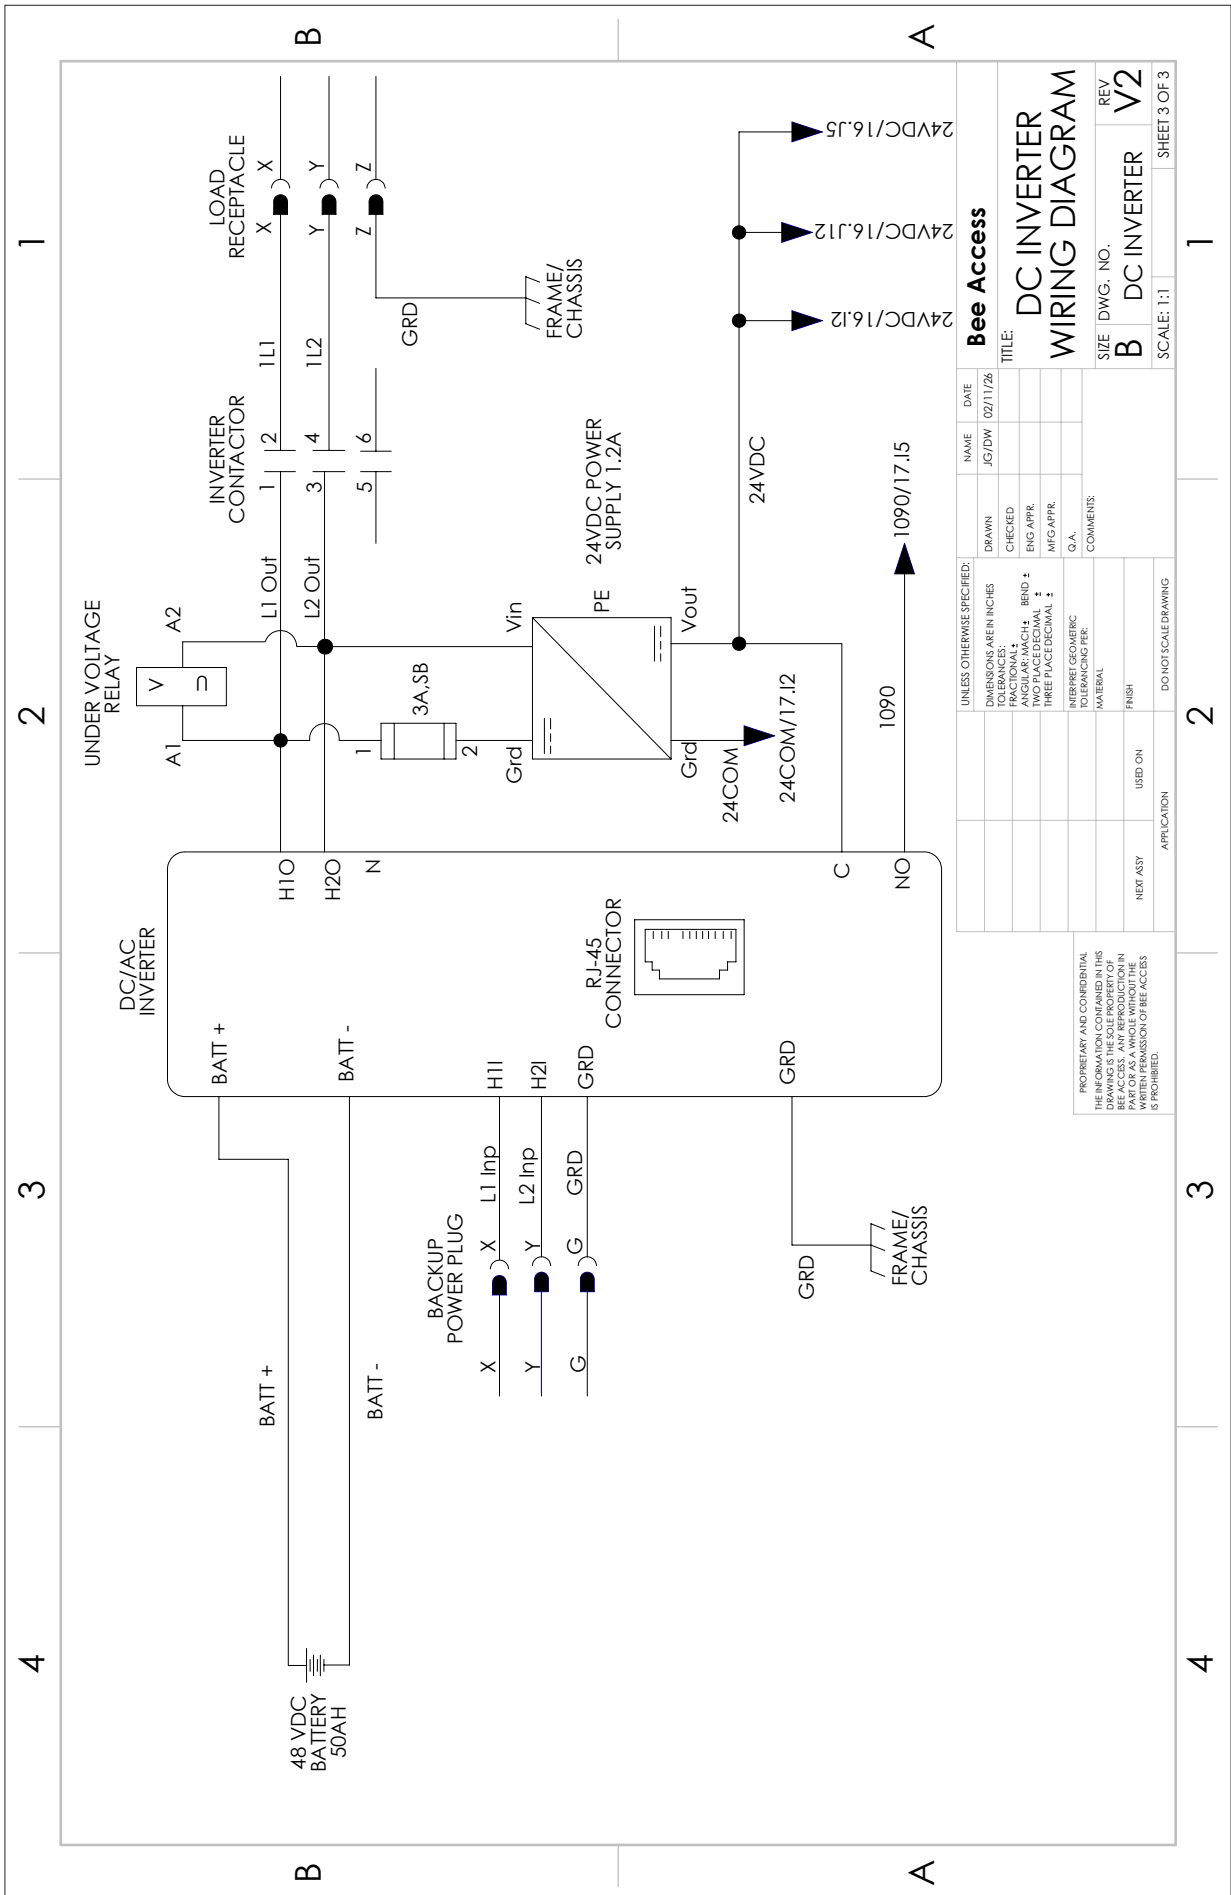 4
3
2
1
B
B
A
A
4
3
2
1
48 VDC
BATTERY
50AH
BATT +
BATT -
DC/AC
INVERTER
BATT +
BATT -
BACKUP
POWER PLUG
X
X
L1 Inp
H1I
Y
Y
L2 Inp
H2I
G
G
GRD
GRD
RJ-45
CONNECTOR
GRD
GRD
FRAME/
CHASSIS
H1O
H2O
N
C
NO
UNDER VOLTAGE
RELAY
A1
A2
V
U
L1 Out
L2 Out
1
2
3A,SB
Grd
Vin
PE
24VDC POWER
SUPPLY 1.2A
Grd
Vout
24COM
24COM/17.I2
1090
1090/17.I5
24VDC
24VDC/16.I2
24VDC/16.J12
24VDC/16.J5
INVERTER
CONTACTOR
1
2
1L1
3
4
1L2
5
6
LOAD
RECEPTACLE
X
X
Y
Y
Z
Z
GRD
FRAME/
CHASSIS
PROPRIETARY AND CONFIDENTIAL
THE INFORMATION CONTAINED IN THIS
DRAWING IS THE SOLE PROPERTY OF
BEE ACCESS. ANY REPRODUCTION IN
PART OR AS A WHOLE WITHOUT THE
WRITTEN PERMISSION OF BEE ACCESS
IS PROHIBITED.
NEXT ASSY
USED ON
APPLICATION
UNLESS OTHERWISE SPECIFIED:
DIMENSIONS ARE IN INCHES
TOLERANCES:
FRACTIONAL ±
ANGULAR: MACH ± BEND ±
TWO PLACE DECIMAL ±
THREE PLACE DECIMAL ±
INTERPRET GEOMETRIC
TOLERANCING PER:
MATERIAL
FINISH
DO NOT SCALE DRAWING
NAME
DATE
DRAWN
JG/DW
02/11/26
CHECKED
ENG APPR.
MFG APPR.
Q.A.
COMMENTS:
Bee Access
TITLE:
DC INVERTER
WIRING DIAGRAM
SIZE
B
DWG. NO.
DC INVERTER
REV
V2
SCALE: 1:1
SHEET 3 OF 3